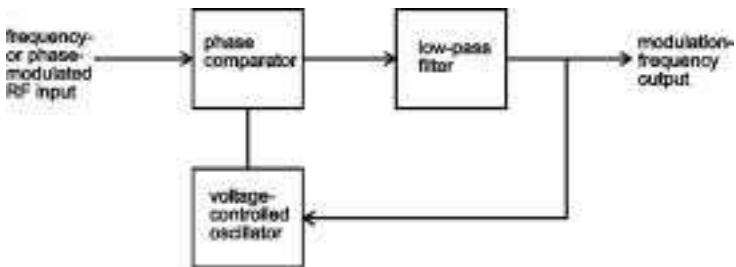 frequency-
or phase-
modulated
RF input
phase
comparator
low-pass
filter
modulation-
frequency
output
voltage-
controlled
oscillator